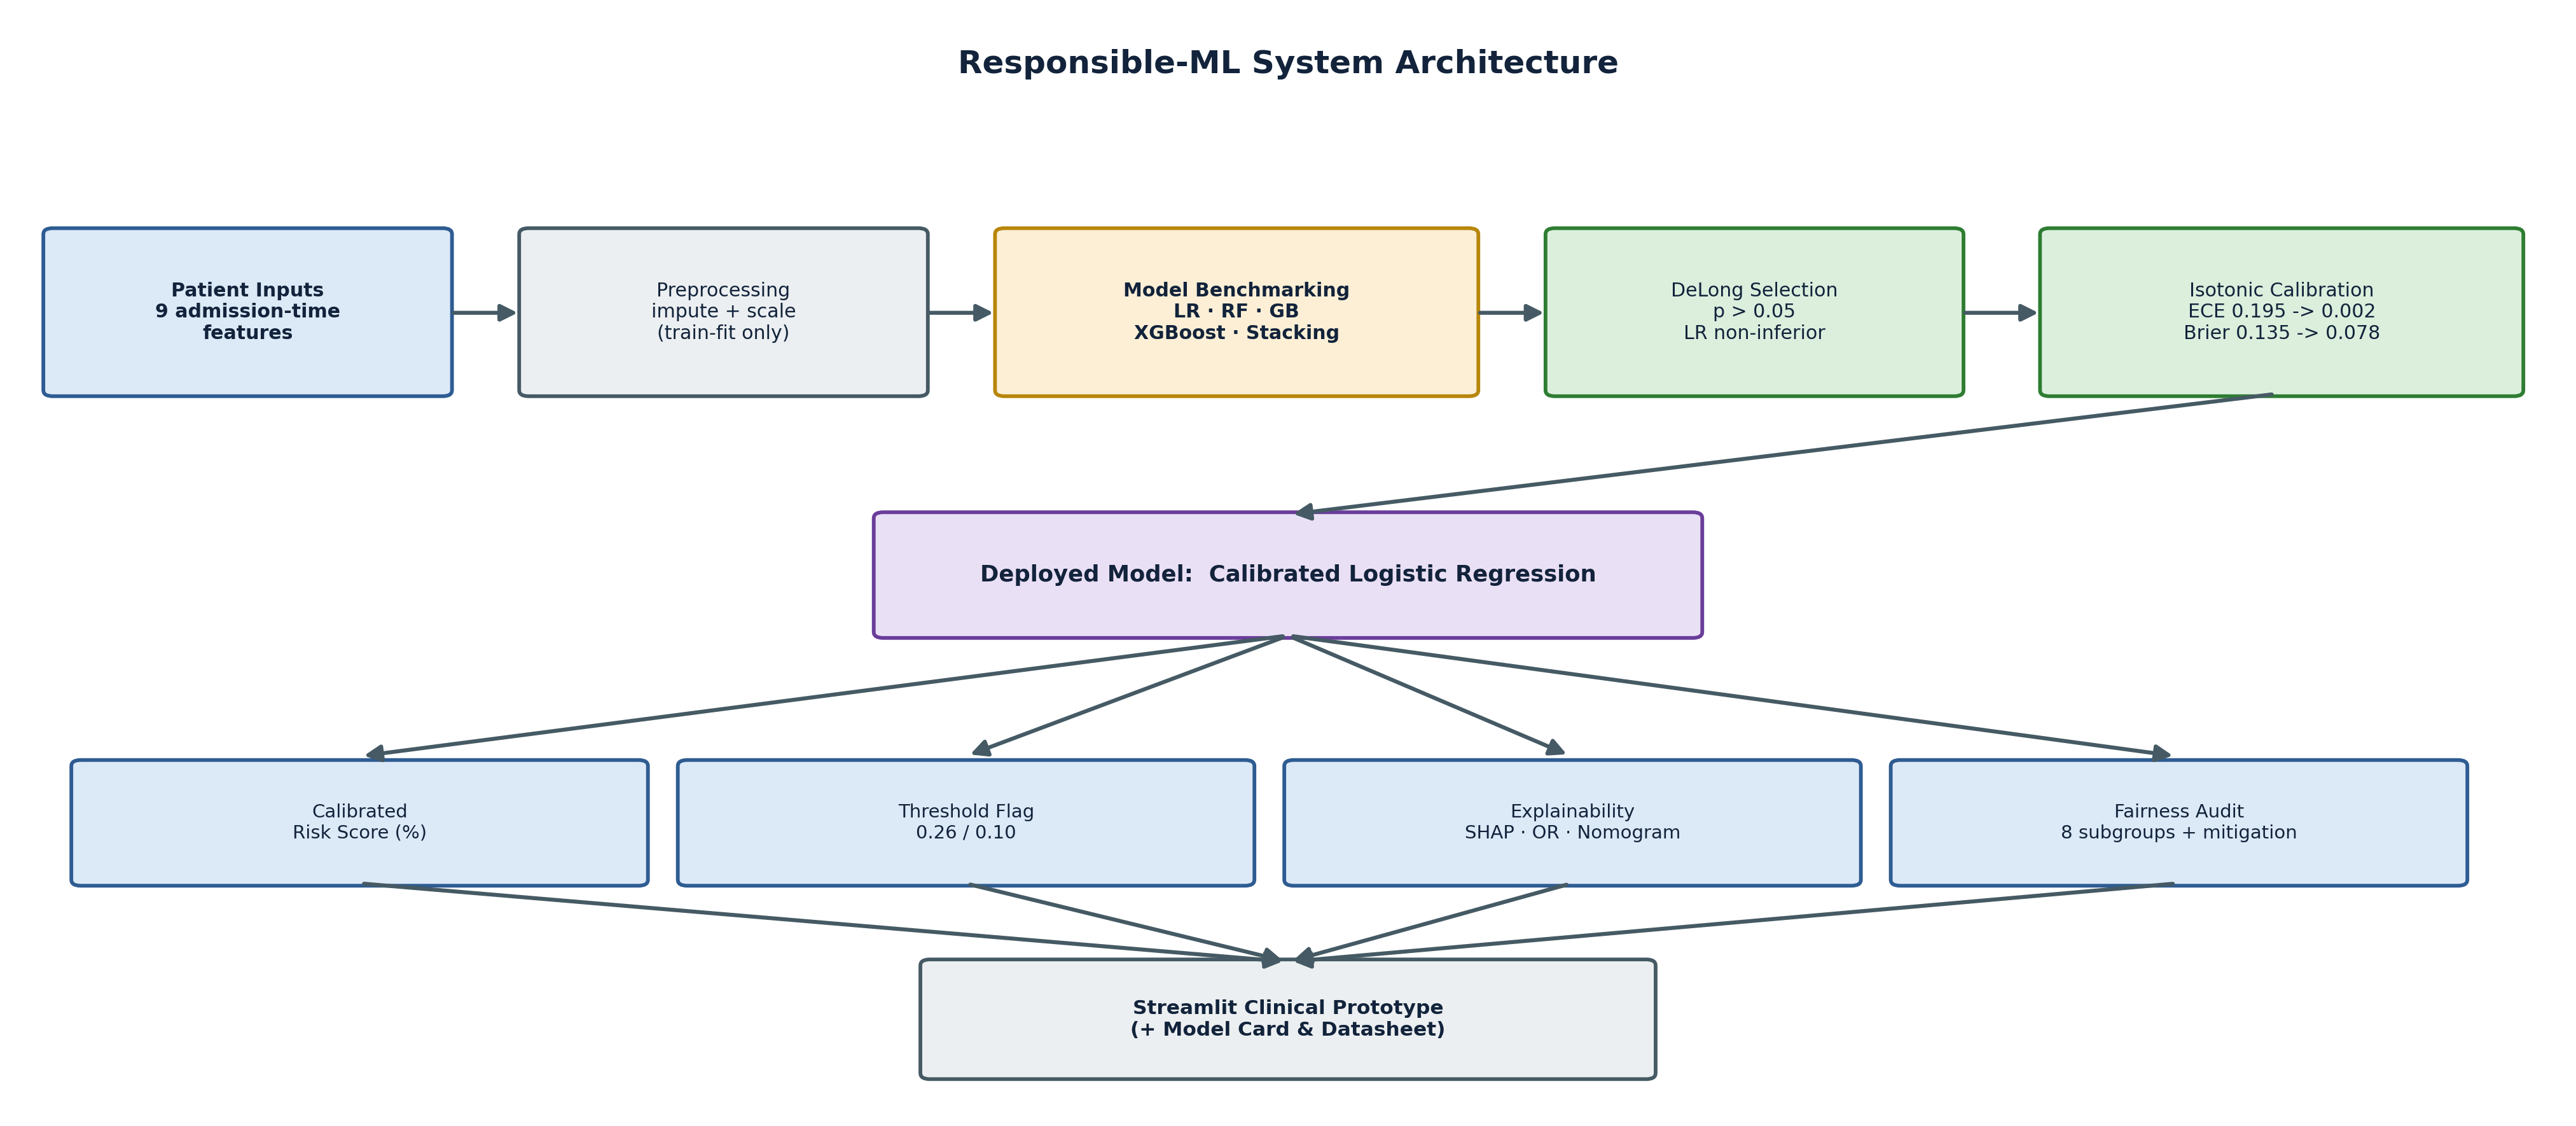 Responsible-ML System Architecture
Patient Inputs
9 admission-time
features
Preprocessing
impute + scale
(train-fit only)
Model Benchmarking
LR · RF · GB
XGBoost · Stacking
DeLong Selection
p > 0.05
LR non-inferior
Isotonic Calibration
ECE 0.195 -> 0.002
Brier 0.135 -> 0.078
Deployed Model:  Calibrated Logistic Regression
Calibrated
Risk Score (%)
Threshold Flag
0.26 / 0.10
Explainability
SHAP · OR · Nomogram
Fairness Audit
8 subgroups + mitigation
Streamlit Clinical Prototype
(+ Model Card & Datasheet)